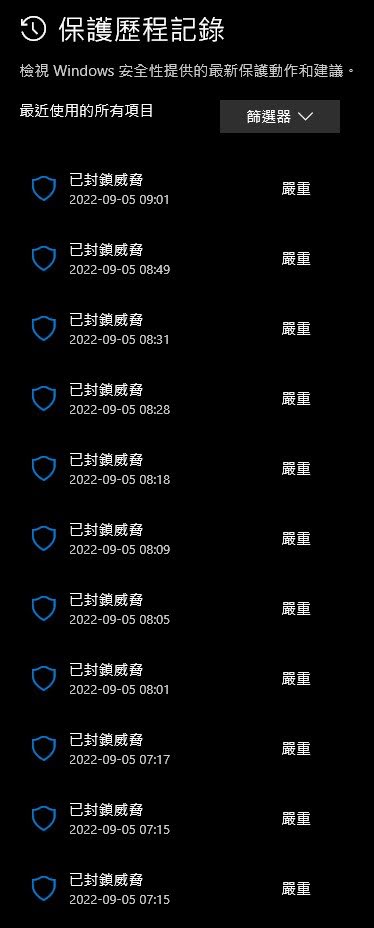 保護歷程記錄
檢視 Windows 安全性提供的最新保護動作和建議。
最近使用的所有項目
篩選器
已封鎖威脅
2022-09-05 09:01
嚴重
已封鎖威脅
2022-09-05 08:49
嚴重
已封鎖威脅
2022-09-05 08:31
嚴重
已封鎖威脅
2022-09-05 08:28
嚴重
已封鎖威脅
2022-09-05 08:18
嚴重
已封鎖威脅
2022-09-05 08:09
嚴重
已封鎖威脅
2022-09-05 08:05
嚴重
已封鎖威脅
2022-09-05 08:01
嚴重
已封鎖威脅
2022-09-05 07:17
嚴重
已封鎖威脅
2022-09-05 07:15
嚴重
已封鎖威脅
2022-09-05 07:15
嚴重